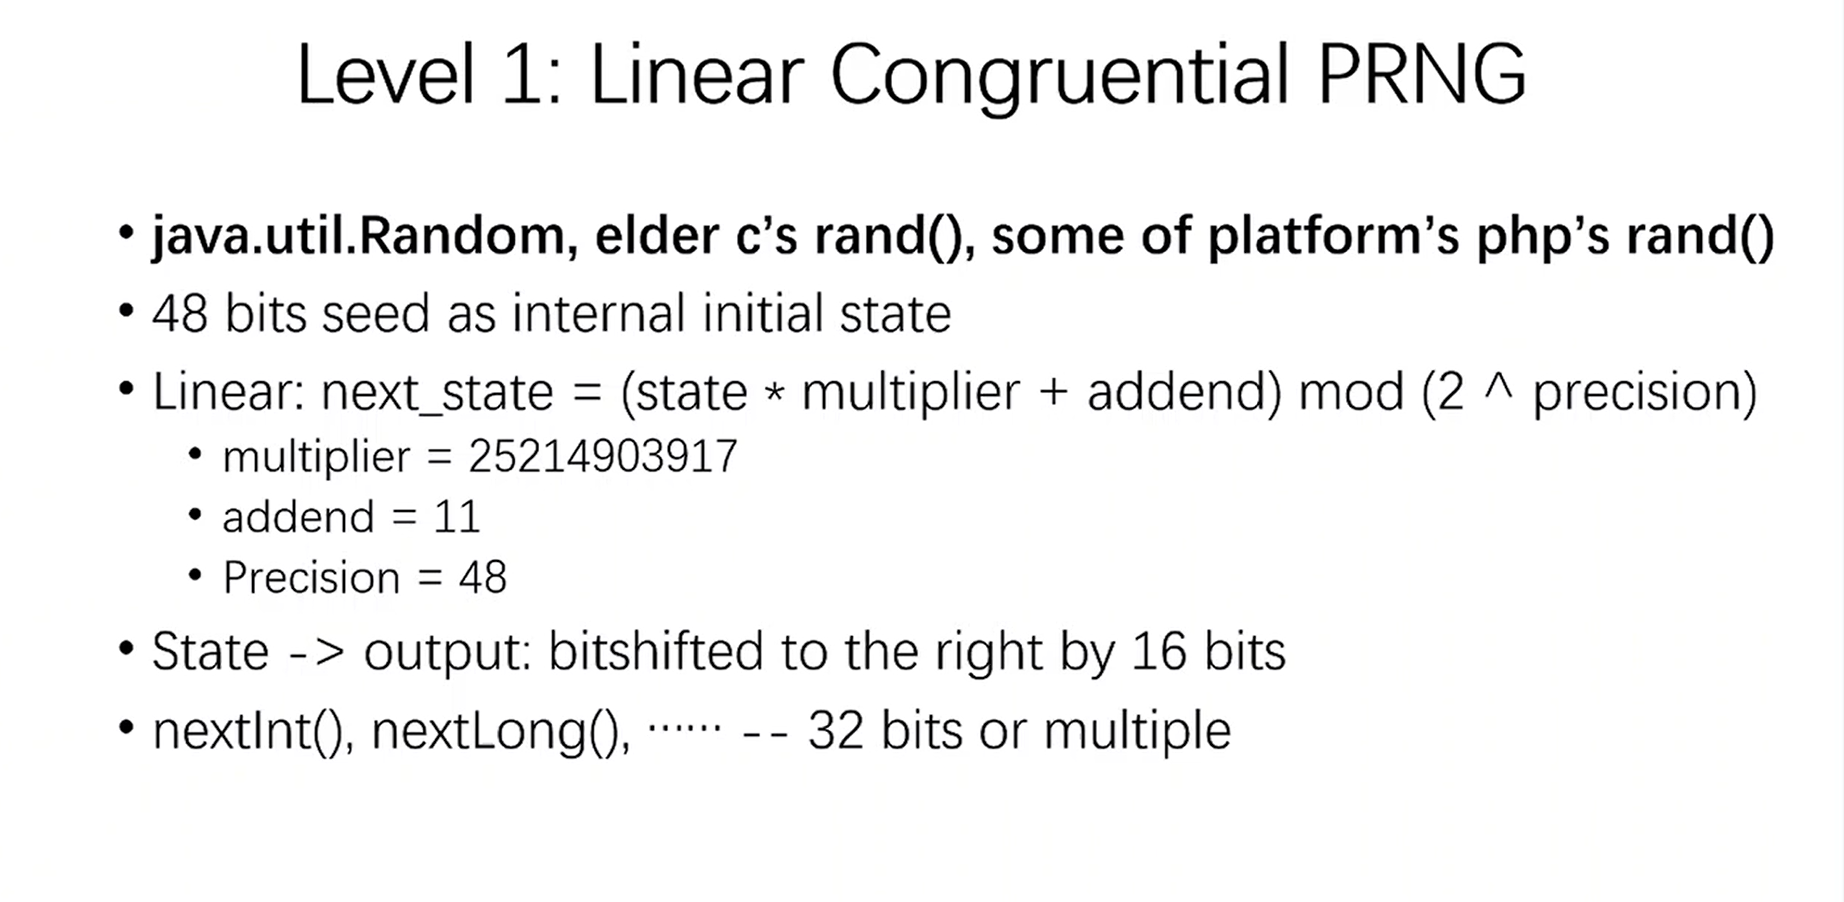 Level 1: Linear Congruential PRNG
• java.util.Random, elder c’s rand(), some of platform’s php’s rand()
• 48 bits seed as internal initial state
• Linear: next_state = (state * multiplier + addend) mod (2 ^ precision)
• multiplier = 25214903917
• addend = 11
• Precision = 48
• State -> output: bitshifted to the right by 16 bits
• nextInt(), nextLong(), ⋯⋯ -- 32 bits or multiple